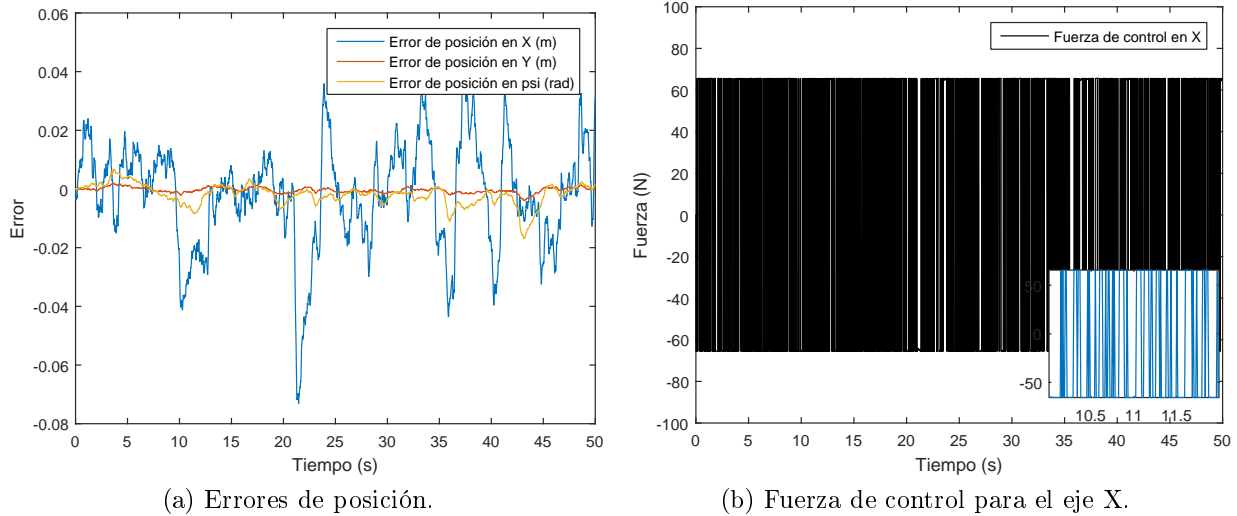 0.06
0.04
0.02
0
-0.02
-0.04
-0.06
-0.08
Error
Error de posición en X (m)
Error de posición en Y (m)
Error de posición en psi (rad)
0 5 10 15 20 25 30 35 40 45 50
Tiempo (s)
(a) Errores de posición.
100
80
60
40
20
0
-20
-40
-60
-80
-100
Fuerza (N)
Fuerza de control en X
50
0
-50
10.5 11 11.5
0 5 10 15 20 25 30 35 40 45 50
Tiempo (s)
(b) Fuerza de control para el eje X.